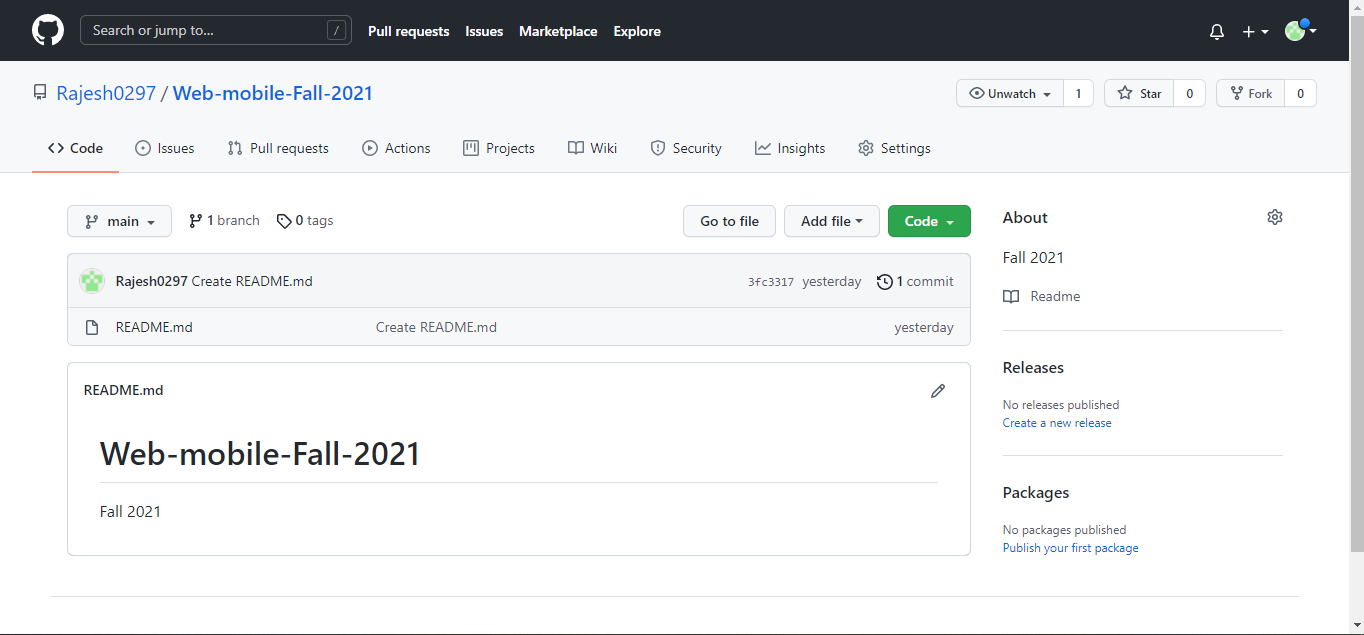 Search or jump to... / Pull requests Issues Marketplace Explore
Rajesh0297 / Web-mobile-Fall-2021 Unwatch 1 Star 0 Fork 0
Code Issues Pull requests Actions Projects Wiki Security Insights Settings
main 1 branch 0 tags Go to file Add file Code
Rajesh0297 Create README.md 3fc3317 yesterday 1 commit
README.md Create README.md yesterday
README.md
Web-mobile-Fall-2021
Fall 2021
About
Fall 2021
Readme
Releases
No releases published
Create a new release
Packages
No packages published
Publish your first package